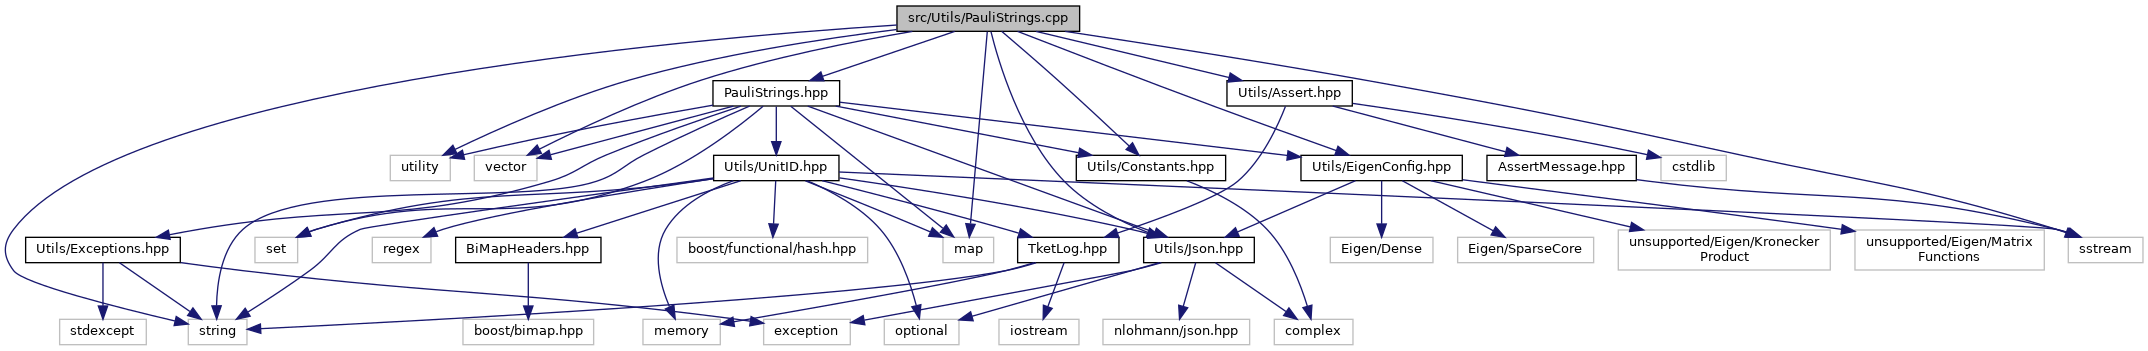 src/Utils/PauliStrings.cpp
PauliStrings.hpp
Utils/Assert.hpp
utility
vector
Utils/UnitID.hpp
Utils/Constants.hpp
Utils/EigenConfig.hpp
AssertMessage.hpp
cstdlib
Utils/Exceptions.hpp
set
regex
BiMapHeaders.hpp
boost/functional/hash.hpp
map
TketLog.hpp
Utils/Json.hpp
Eigen/Dense
Eigen/SparseCore
unsupported/Eigen/Kronecker
Product
unsupported/Eigen/Matrix
Functions
sstream
stdexcept
string
boost/bimap.hpp
memory
exception
optional
iostream
nlohmann/json.hpp
complex